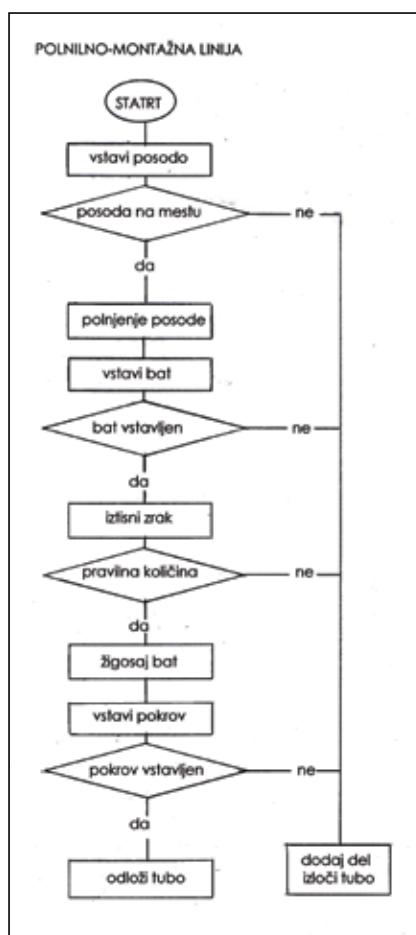 POLNILNO-MONTAŽNA LINIJA
STATRT
vstavi posodo
posoda na mestu
ne
da
polnjenje posode
vstavi bat
bat vstavljen
ne
da
iztisni zrak
pravilna količina
ne
da
žigosaj bat
vstavi pokrov
pokrov vstavljen
ne
da
odloži tubo
dodaj del
izloči tubo